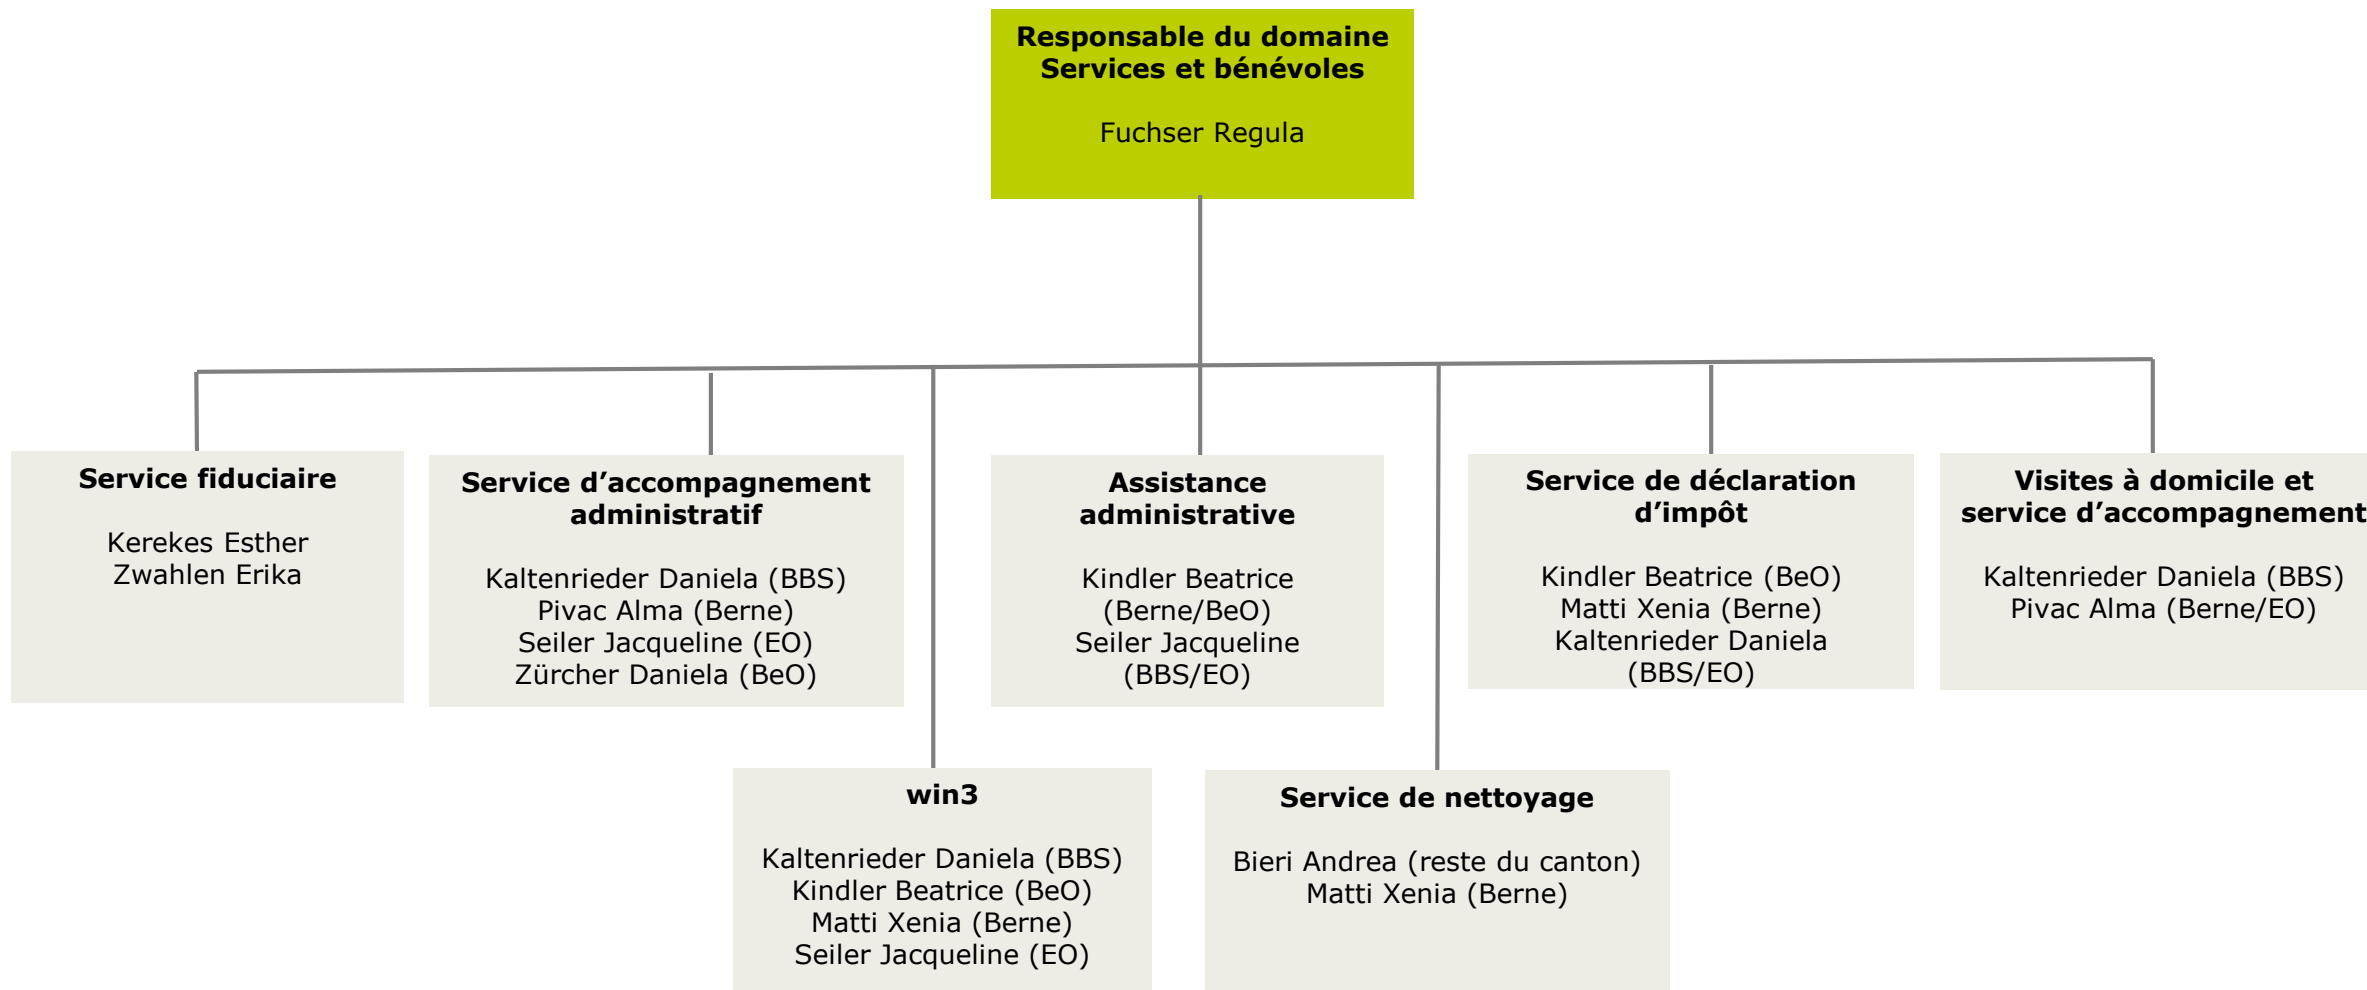 Responsable du domaine
Services et bénévoles
Fuchser Regula
Service fiduciaire
Kerekes Esther
Zwahlen Erika
Service d’accompagnement
administratif
Kaltenrieder Daniela (BBS)
Pivac Alma (Berne)
Seiler Jacqueline (EO)
Zürcher Daniela (BeO)
Assistance
administrative
Kindler Beatrice
(Berne/BeO)
Seiler Jacqueline
(BBS/EO)
Service de déclaration
d’impôt
Kindler Beatrice (BeO)
Matti Xenia (Berne)
Kaltenrieder Daniela
(BBS/EO)
Visites à domicile et
service d’accompagnement
Kaltenrieder Daniela (BBS)
Pivac Alma (Berne/EO)
win3
Kaltenrieder Daniela (BBS)
Kindler Beatrice (BeO)
Matti Xenia (Berne)
Seiler Jacqueline (EO)
Service de nettoyage
Bieri Andrea (reste du canton)
Matti Xenia (Berne)